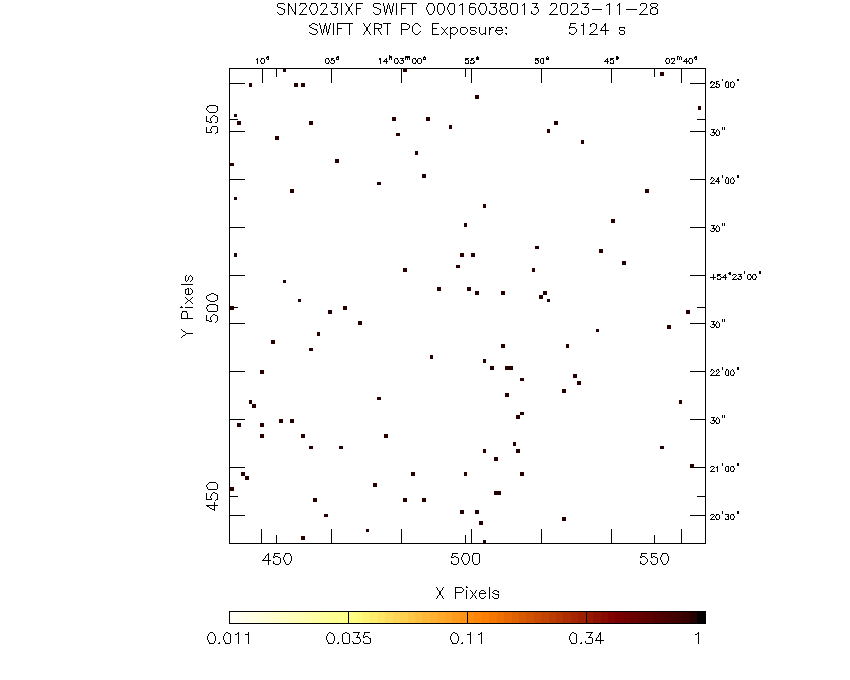 SN2023IXF SWIFT 00016038013 2023-11-28
SWIFT XRT PC Exposure: 5124 s
10ˢ 05ˢ 14ʰ03ᵐ00ˢ 55ˢ 50ˢ 45ˢ 02ᵐ40ˢ
25'00"
550
30"
24'00"
30"
+54°23'00"
500
Y Pixels
30"
22'00"
30"
21'00"
450
20'30"
450 500 550
X Pixels
0.011 0.035 0.11 0.34 1